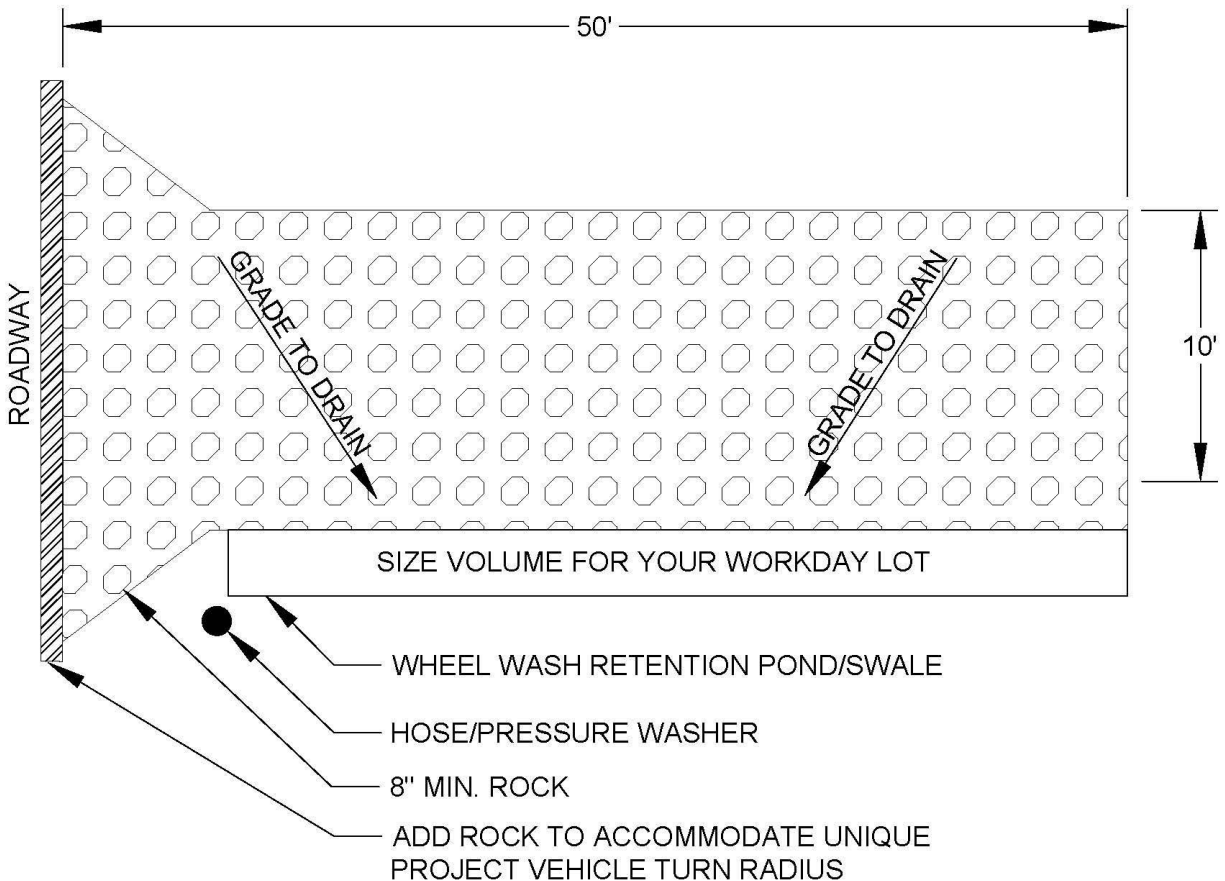 50'
ROADWAY
GRADE TO DRAIN
GRADE TO DRAIN
10'
SIZE VOLUME FOR YOUR WORKDAY LOT
WHEEL WASH RETENTION POND/SWALE
HOSE/PRESSURE WASHER
8" MIN. ROCK
ADD ROCK TO ACCOMMODATE UNIQUE
PROJECT VEHICLE TURN RADIUS